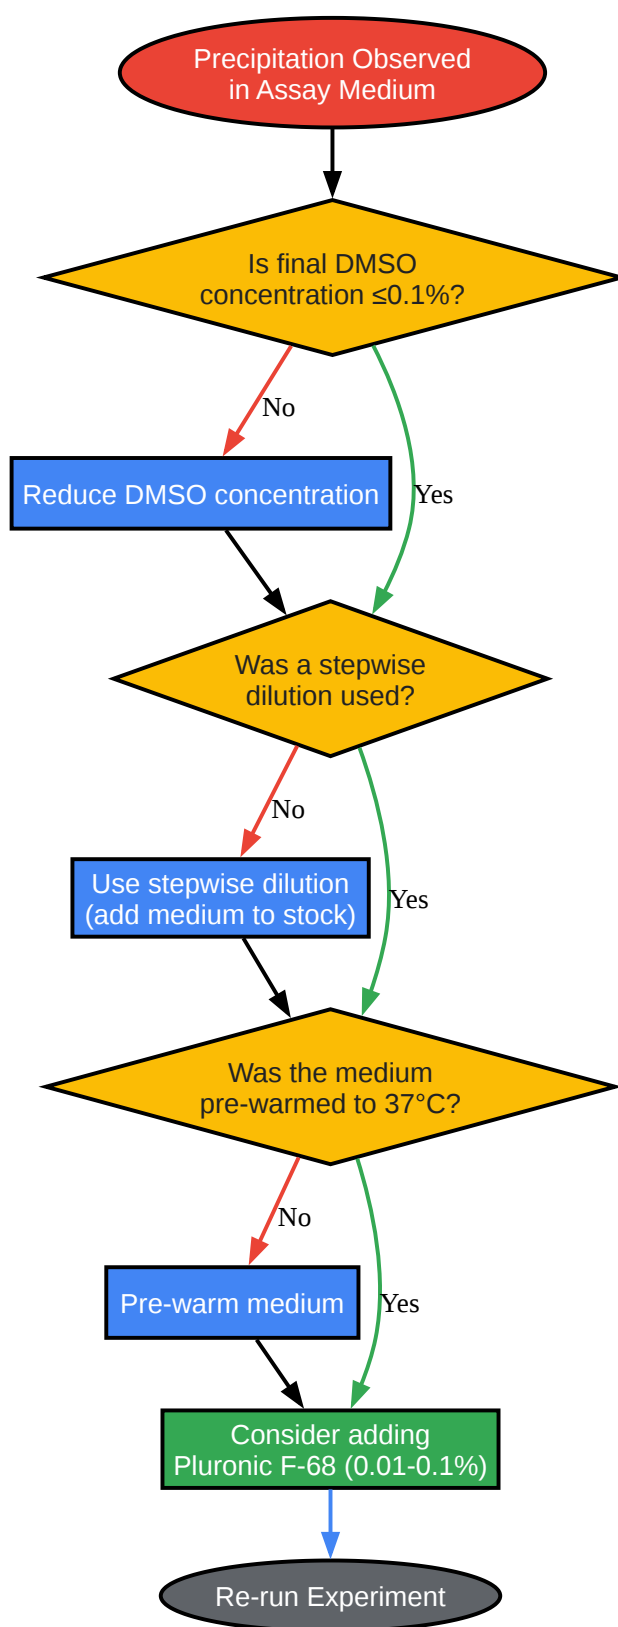 Precipitation Observed
in Assay Medium
Is final DMSO
concentration ≤0.1%?
No
Reduce DMSO concentration
Yes
Was a stepwise
dilution used?
No
Use stepwise dilution
(add medium to stock)
Yes
Was the medium
pre-warmed to 37°C?
No
Pre-warm medium
Yes
Consider adding
Pluronic F-68 (0.01-0.1%)
Re-run Experiment